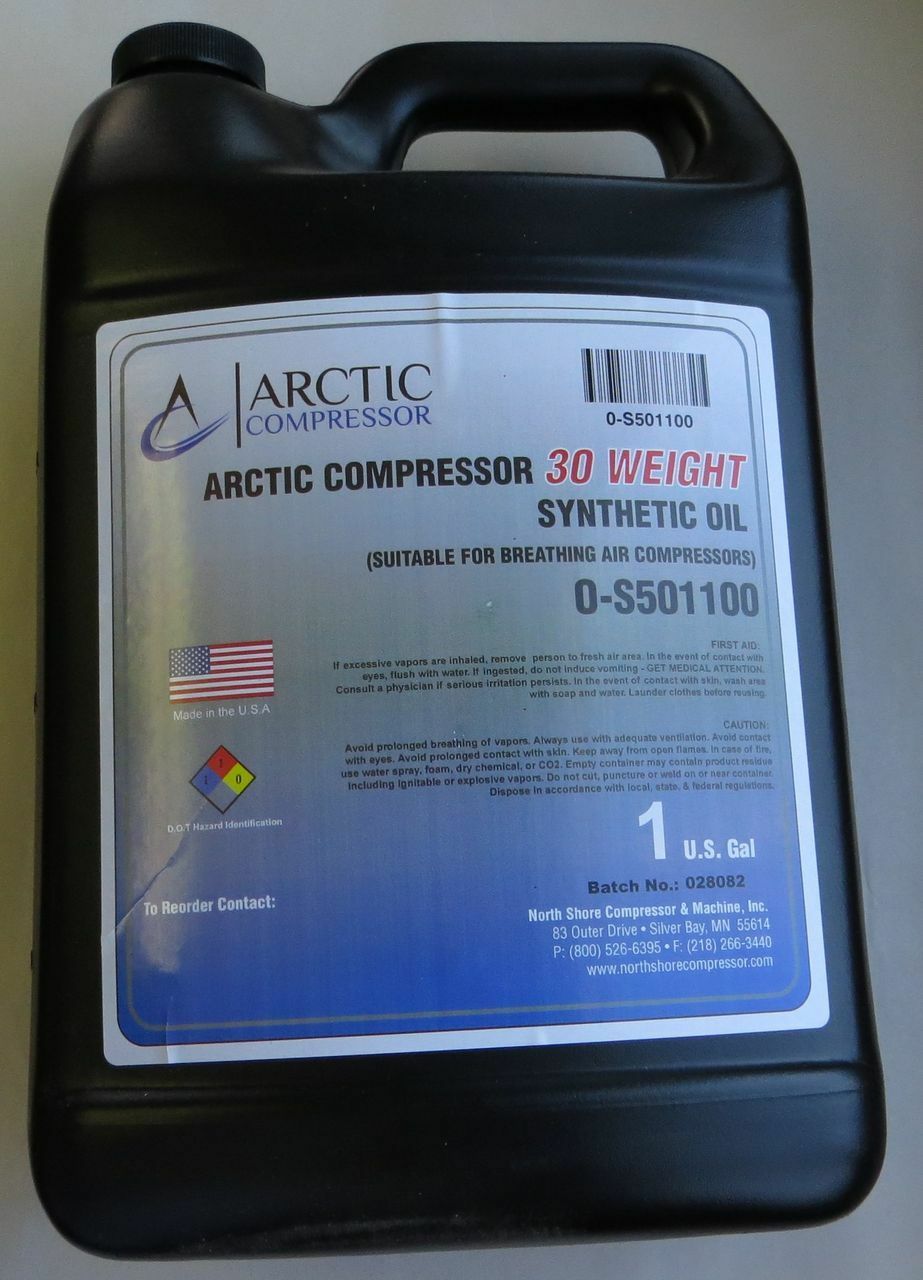 ARCTIC
COMPRESSOR
0-S501100
ARCTIC COMPRESSOR 30 WEIGHT
SYNTHETIC OIL
(SUITABLE FOR BREATHING AIR COMPRESSORS)
0-S501100
FIRST AID:
If excessive vapors are inhaled, remove person to fresh air area. In the event of contact with
eyes, flush with water. If ingested, do not induce vomiting - GET MEDICAL ATTENTION.
Consult a physician if serious irritation persists. In the event of contact with skin, wash area
with soap and water. Launder clothes before reusing.
Made in the U.S.A
CAUTION:
Avoid prolonged breathing of vapors. Always use with adequate ventilation. Avoid contact
with eyes. Avoid prolonged contact with skin. Keep away from open flames. In case of fire,
use water spray, foam, dry chemical, or CO2. Empty container may contain product residue
including ignitable or explosive vapors. Do not cut, puncture or weld on or near container.
Dispose in accordance with local, state, & federal regulations.
1
1 0
D.O.T Hazard Identification
1 U.S. Gal
Batch No.: 028082
To Reorder Contact:
North Shore Compressor & Machine, Inc.
83 Outer Drive • Silver Bay, MN 55614
P: (800) 526-6395 • F: (218) 266-3440
www.northshorecompressor.com